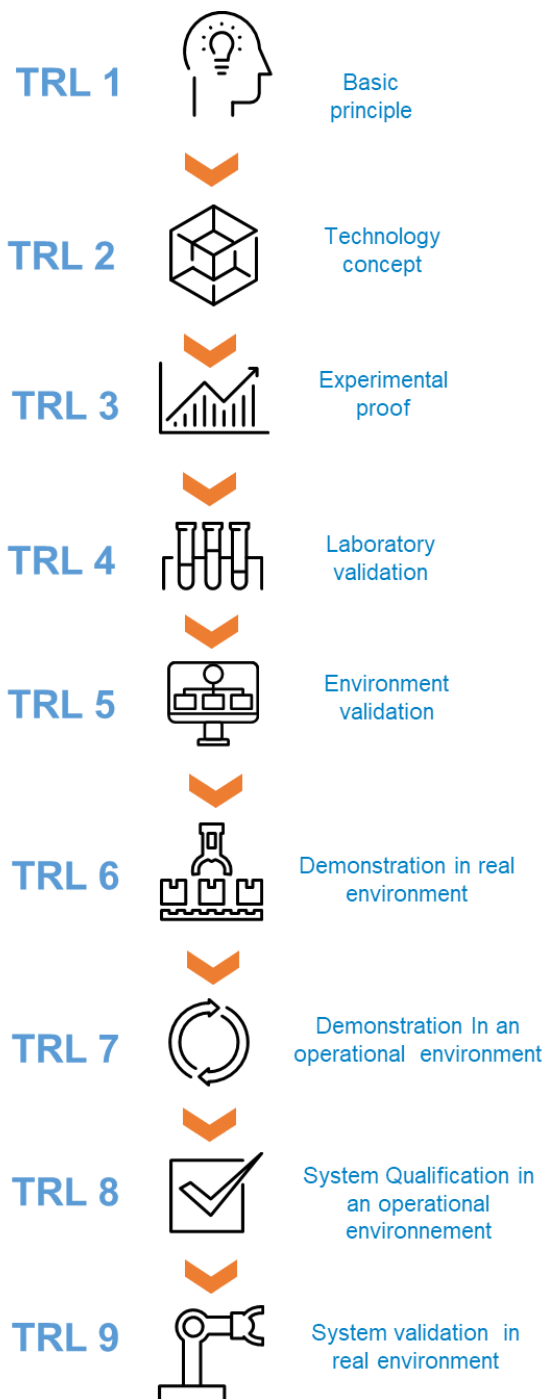 TRL 1
Basic
principle
TRL 2
Technology
concept
TRL 3
Experimental
proof
TRL 4
Laboratory
validation
TRL 5
Environment
validation
TRL 6
Demonstration in real
environment
TRL 7
Demonstration In an
operational environment
TRL 8
System Qualification in
an operational
environnement
TRL 9
System validation in
real environment